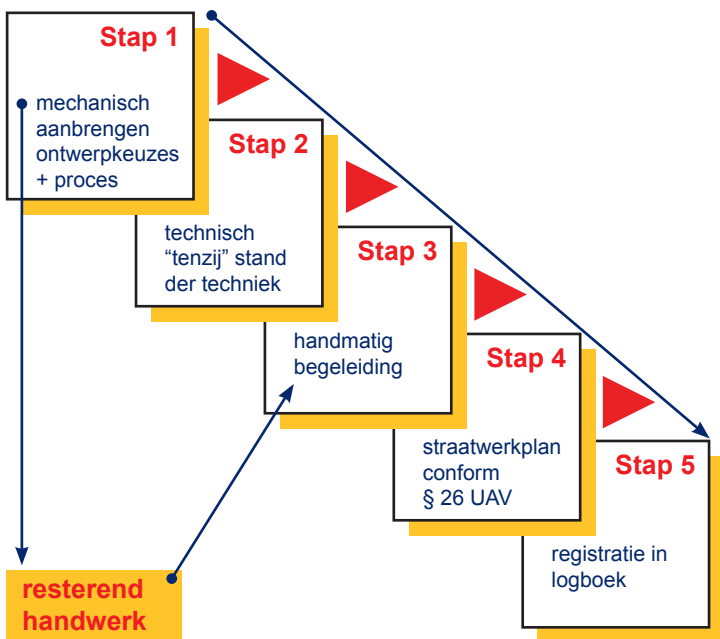 Stap 1
mechanisch
aanbrengen
ontwerpkeuzes
+ proces
Stap 2
technisch
“tenzij” stand
der techniek
Stap 3
handmatig
begeleiding
Stap 4
straatwerkplan
conform
§ 26 UAV
Stap 5
registratie in
logboek
resterend
handwerk